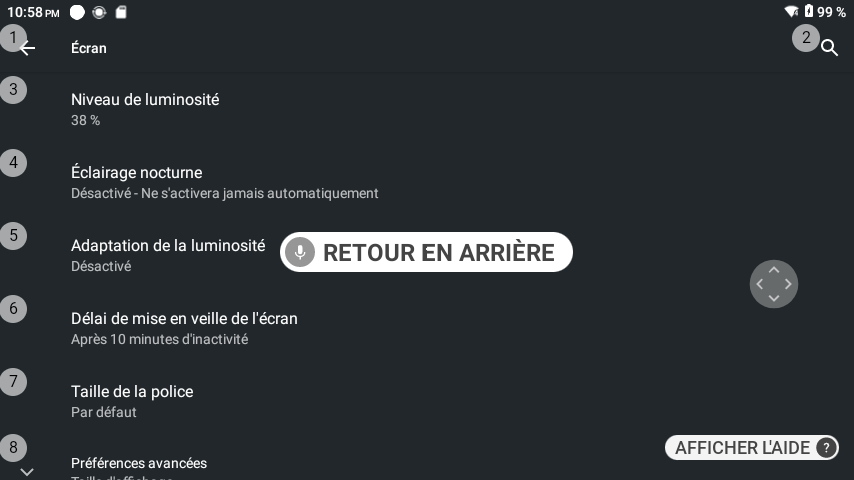 10:58 PM 99 %
1 Écran 2
3 Niveau de luminosité
38 %
4 Éclairage nocturne
Désactivé - Ne s'activera jamais automatiquement
5 Adaptation de la luminosité
Désactivé
RETOUR EN ARRIÈRE
6 Délai de mise en veille de l'écran
Après 10 minutes d'inactivité
7 Taille de la police
Par défaut
AFFICHER L'AIDE ?
8 Préférences avancées
Taille d'affichage